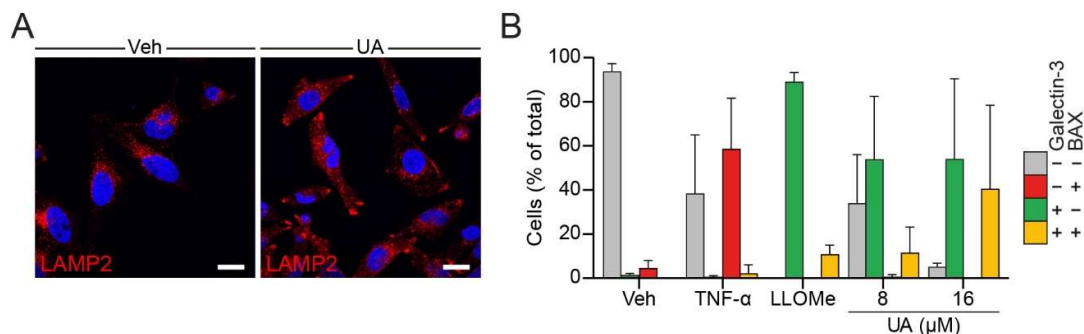 A
Veh
UA
LAMP2
LAMP2
B
Cells (% of total)
100
80
60
40
20
0
Veh
TNF-α
LLOMe
8
16
UA (µM)
Galectin-3
BAX
− −
− +
+ −
+ +